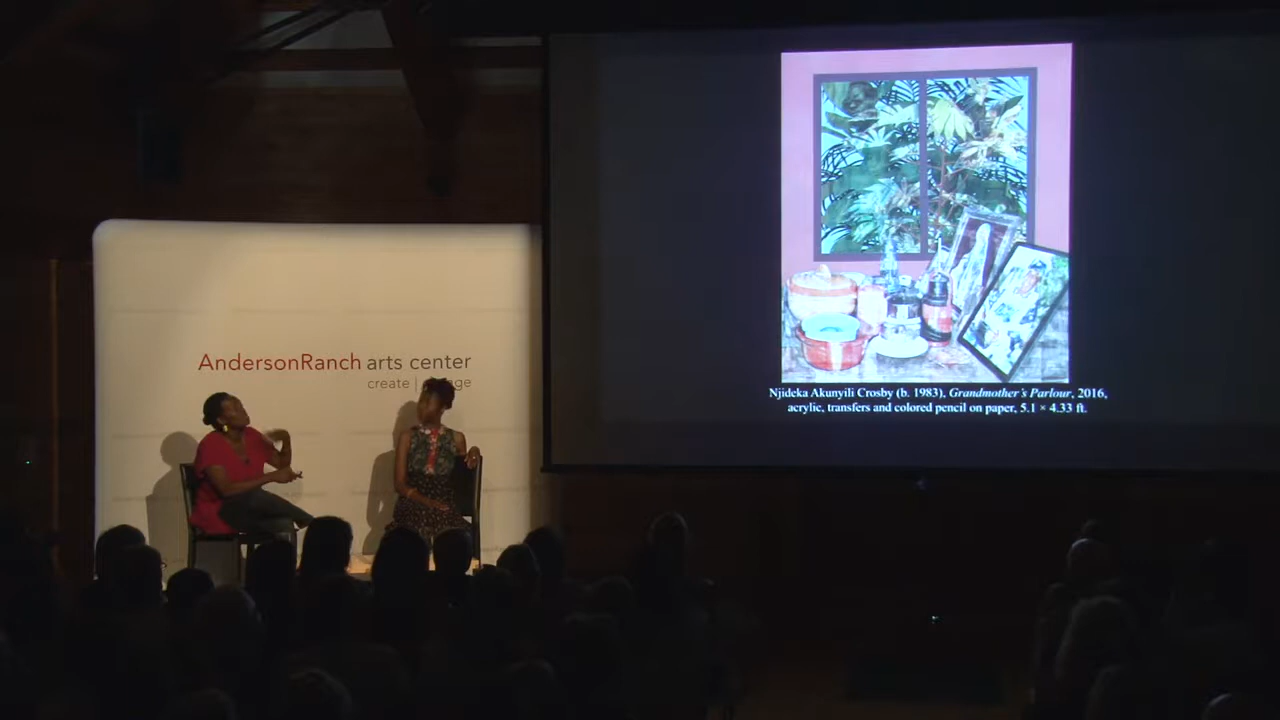 AndersonRanch arts center
create |
Njideka Akunyili Crosby (b. 1983), Grandmother's Parlour, 2016,
acrylic, transfers and colored pencil on paper, 5.1 × 4.33 ft.